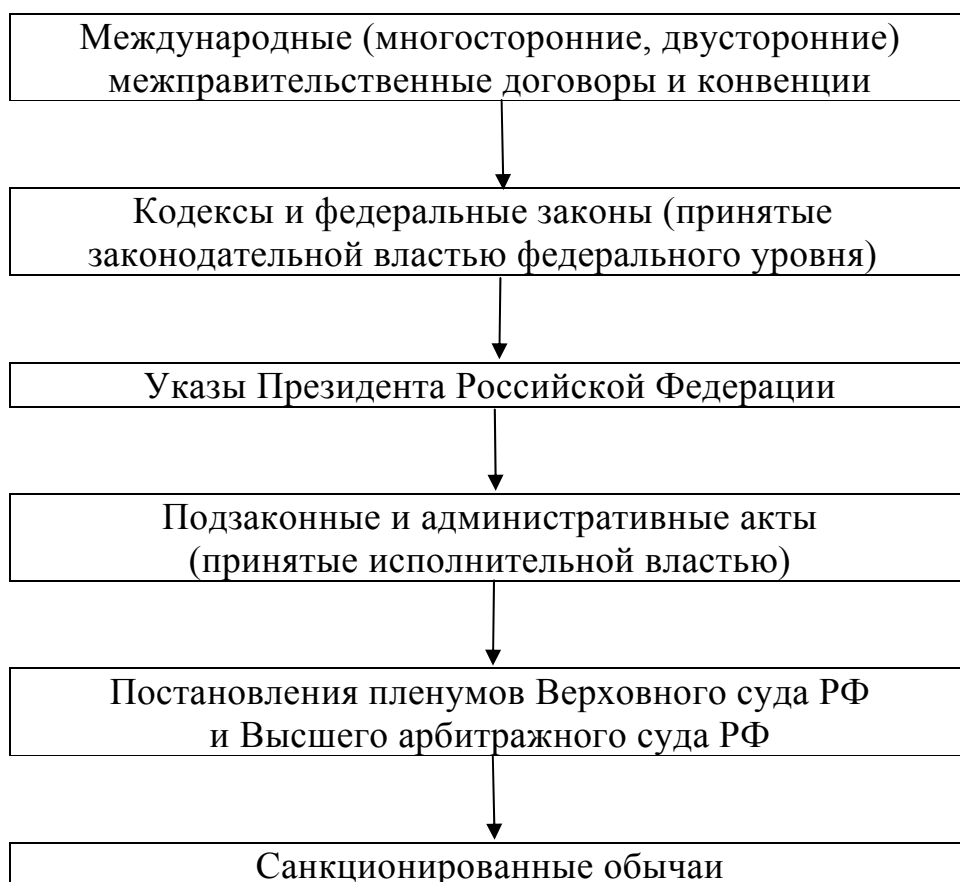 Международные (многосторонние, двусторонние)
межправительственные договоры и конвенции
Кодексы и федеральные законы (принятые
законодательной властью федерального уровня)
Указы Президента Российской Федерации
Подзаконные и административные акты
(принятые исполнительной властью)
Постановления пленумов Верховного суда РФ
и Высшего арбитражного суда РФ
Санкционированные обычаи